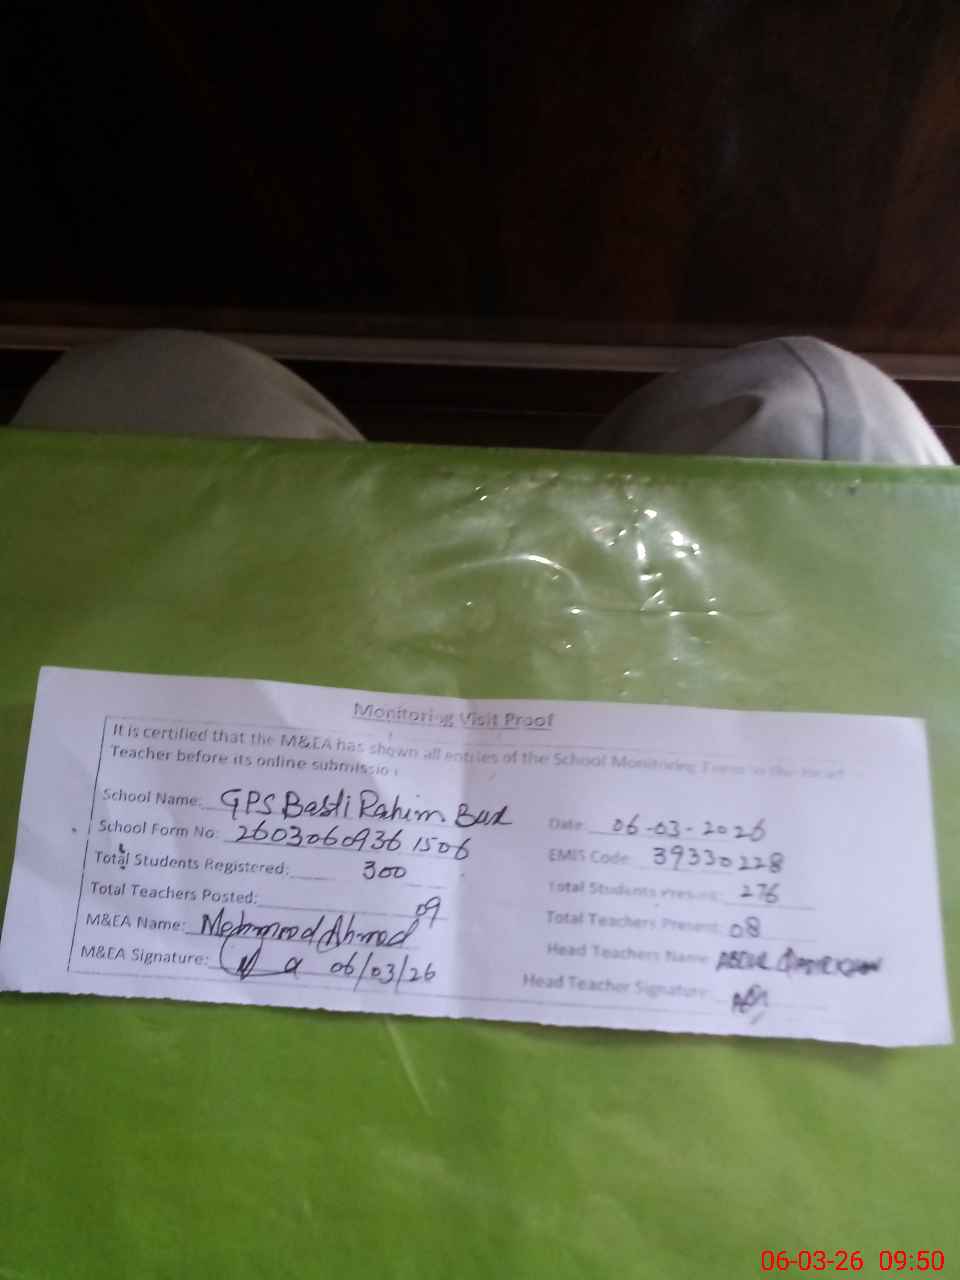 Monitoring Visit Proof
It is certified that the M&EA has shown all entries of the School Monitoring Form to the Head
Teacher before its online submission
School Name: GPS Basti Rahim Bux
Date: 06-03-2026
School Form No: 26030609361506
EMIS Code: 39330228
Total Students Registered: 300
Total Students Present: 276
Total Teachers Posted: 09
Total Teachers Present: 08
M&EA Name: Mehmood Ahmad
Head Teachers Name: ABDUL
M&EA Signature: 06/03/26
Head Teacher Signature:
06-03-26 09:50